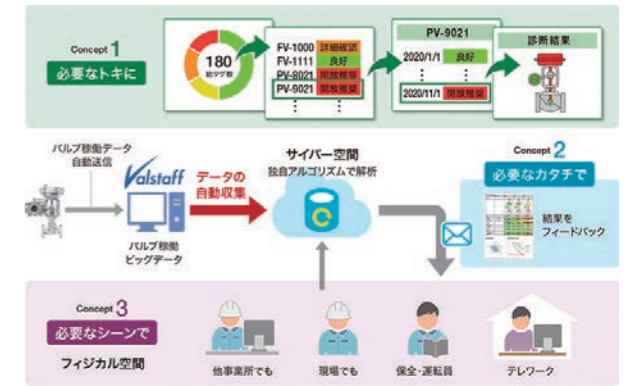 Concept 1
必要なトキに
180
総タグ数
FV-1000 詳細確認
FV-1111 良好
PV-8021 開放推奨
PV-9021 開放推奨
PV-9021
2020/1/1 良好
2020/11/1 開放推奨
診断結果
バルブ稼働データ
自動送信
Valstaff
バルブ稼働
ビッグデータ
データの
自動収集
サイバー空間
独自アルゴリズムで解析
Concept 2
必要なカタチで
結果を
フィードバック
Concept 3
必要なシーンで
フィジカル空間
他事業所でも
現場でも
保全・運転員
テレワーク